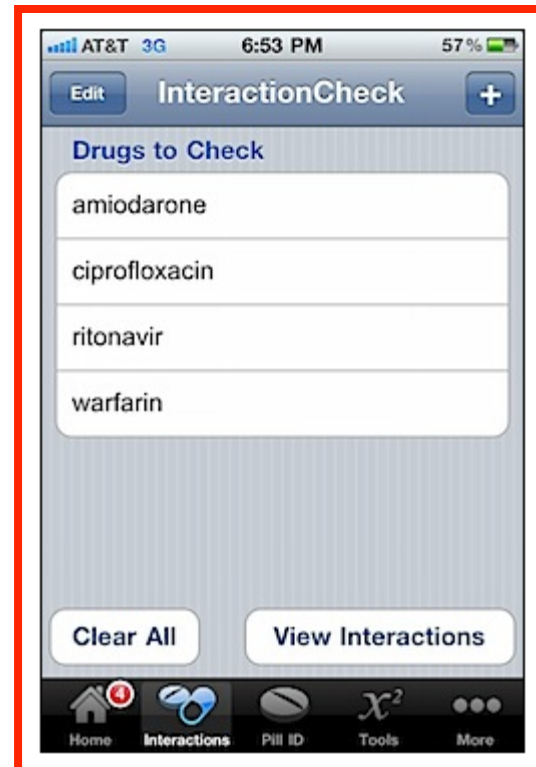 AT&T 3G 6:53 PM 57%
Edit InteractionCheck +
Drugs to Check
amiodarone
ciprofloxacin
ritonavir
warfarin
Clear All View Interactions
4 x²
Home Interactions Pill ID Tools More